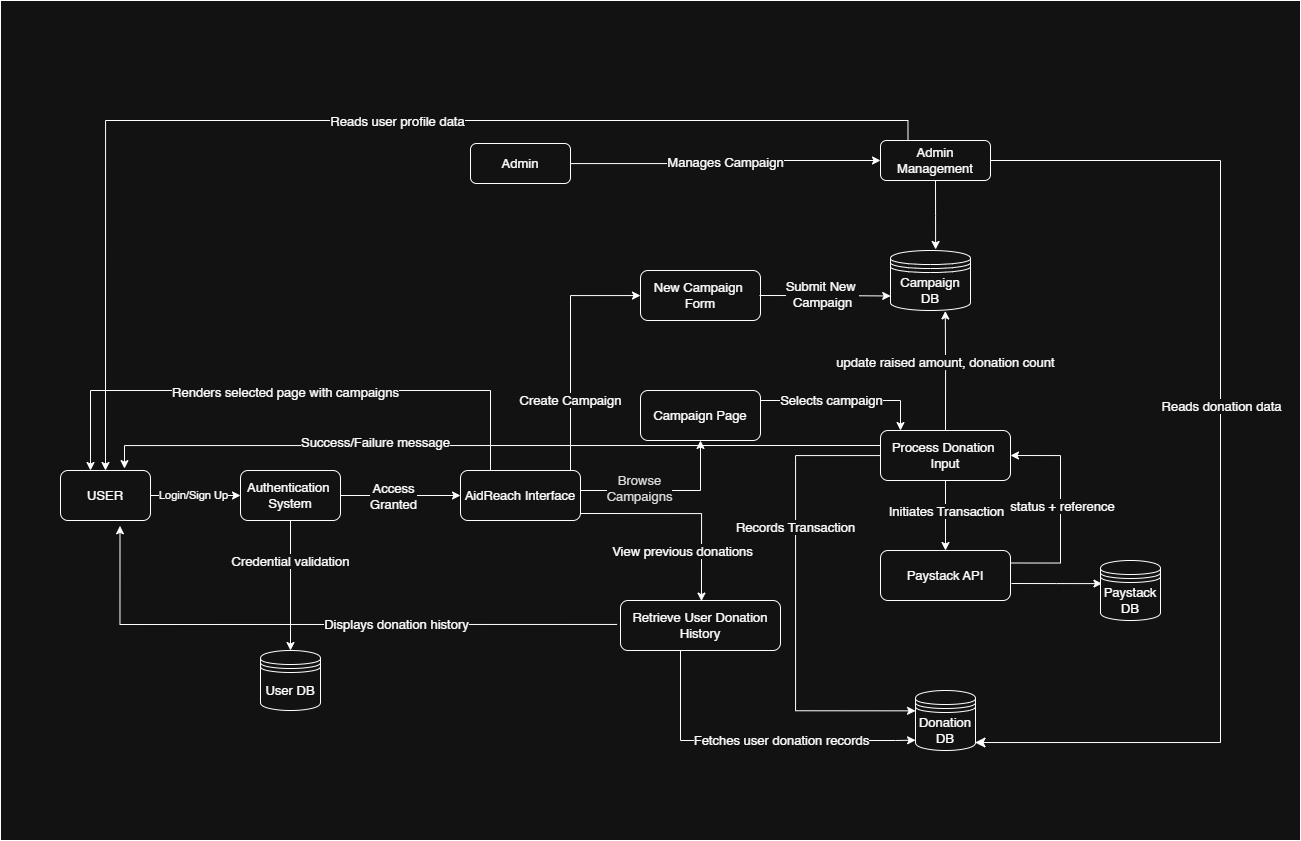 Reads user profile data
Admin
Manages Campaign
Admin
Management
New Campaign
Form
Submit New
Campaign
Campaign
DB
update raised amount, donation count
Renders selected page with campaigns
Create Campaign
Campaign Page
Selects campaign
Reads donation data
Success/Failure message
Process Donation
Input
USER
Login/Sign Up
Authentication
System
Access
Granted
AidReach Interface
Browse
Campaigns
Records Transaction
Initiates Transaction
status + reference
Credential validation
View previous donations
Paystack API
Paystack
DB
Displays donation history
Retrieve User Donation
History
User DB
Donation
DB
Fetches user donation records